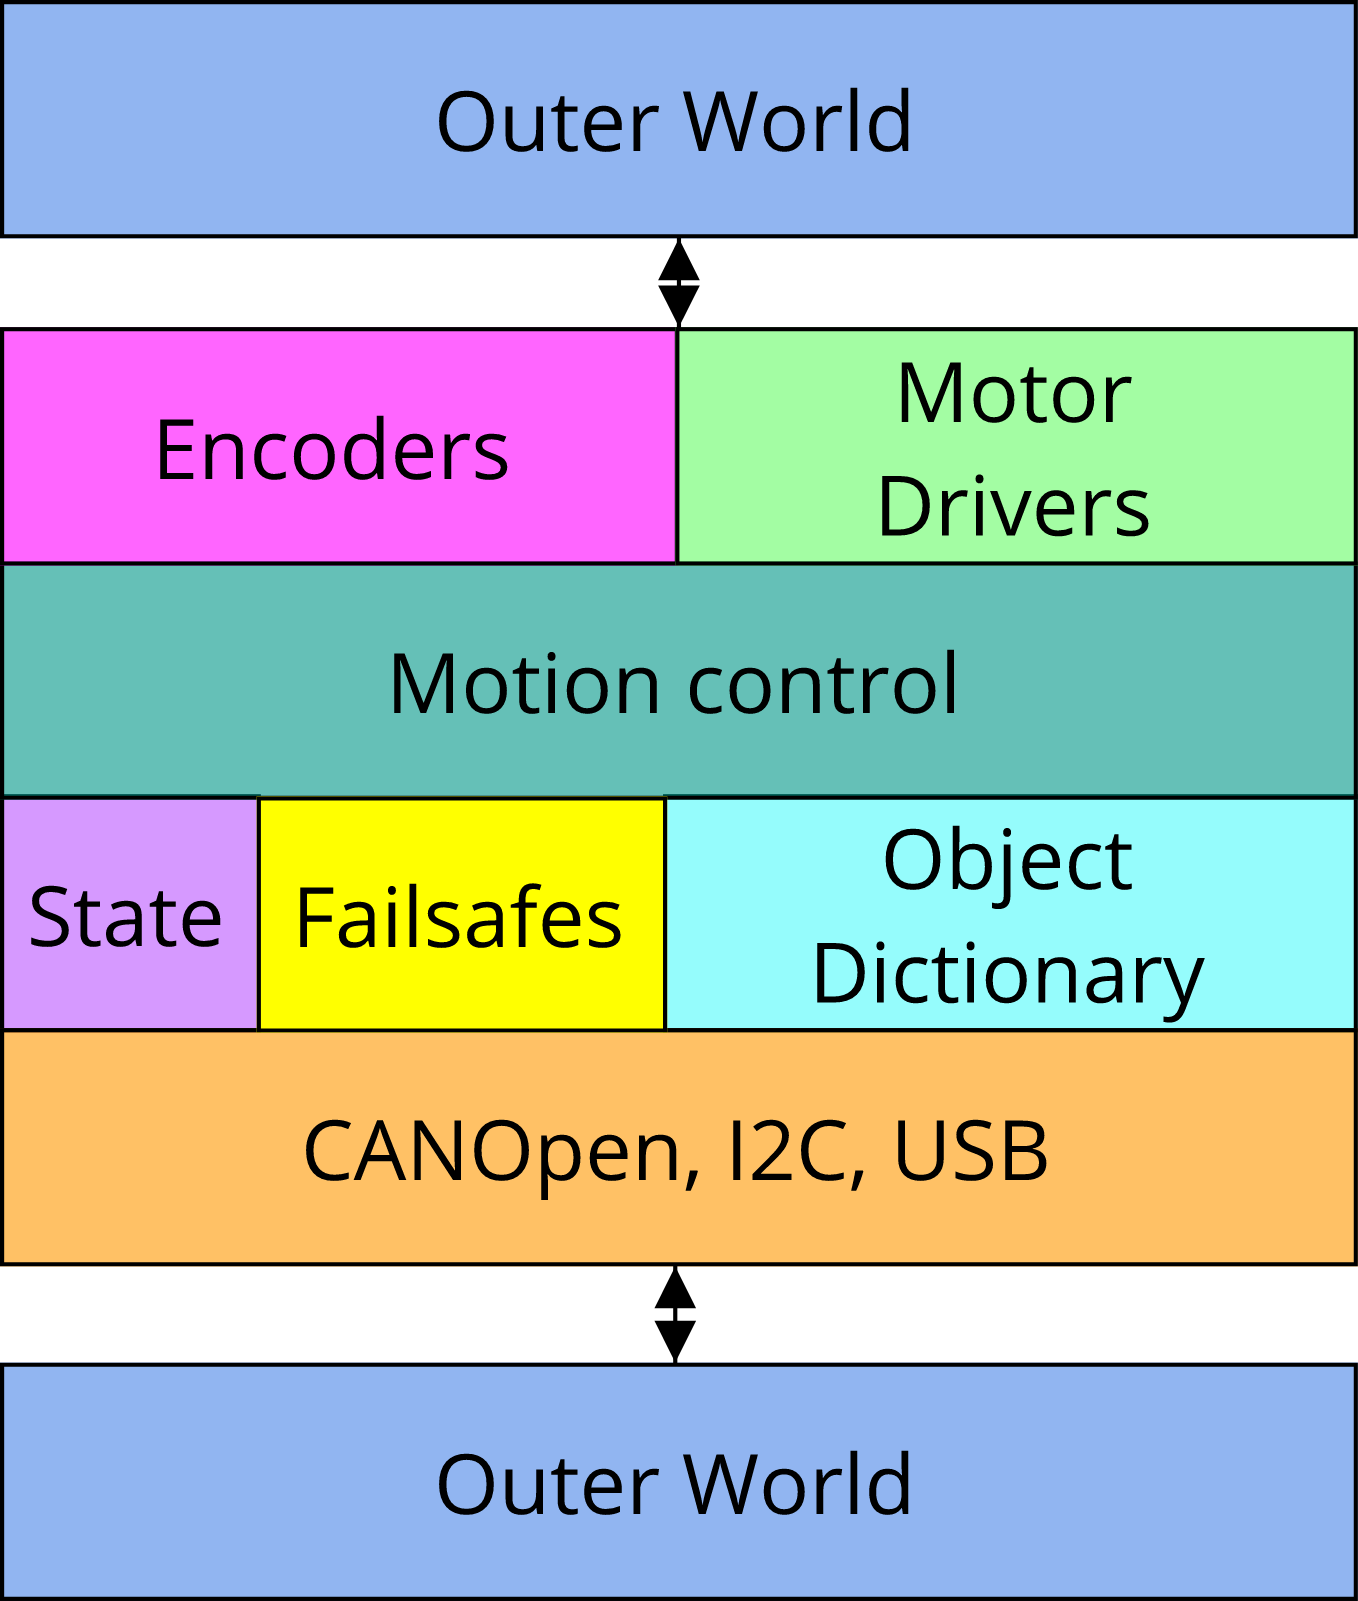 Outer World
Encoders
Motor
Drivers
Motion control
State
Failsafes
Object
Dictionary
CANOpen, I2C, USB
Outer World